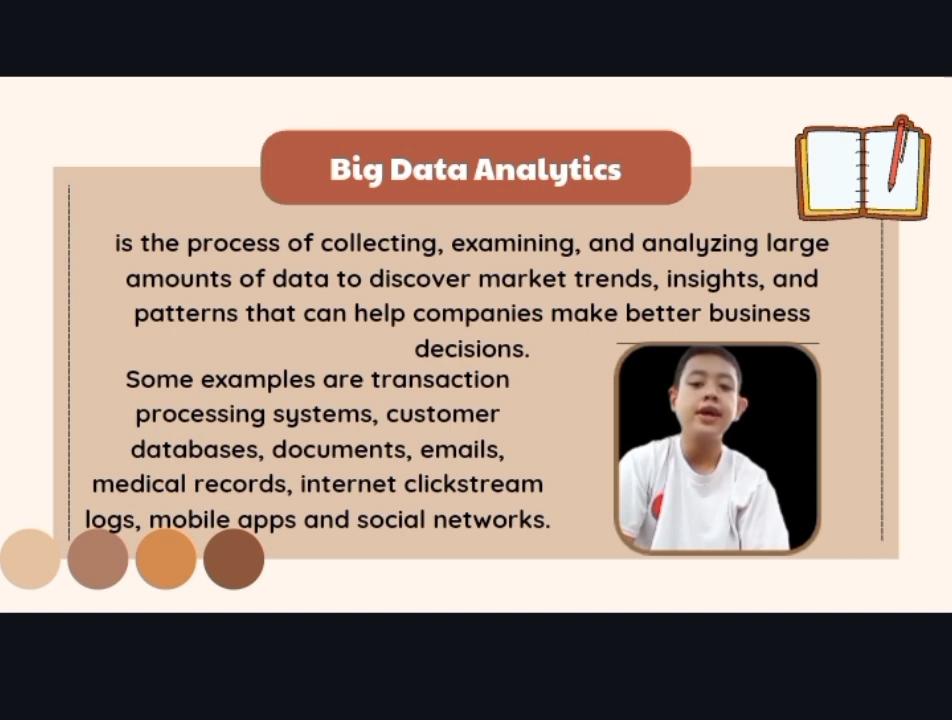 Big Data Analytics
is the process of collecting, examining, and analyzing large
amounts of data to discover market trends, insights, and
patterns that can help companies make better business
decisions.
Some examples are transaction
processing systems, customer
databases, documents, emails,
medical records, internet clickstream
logs, mobile apps and social networks.